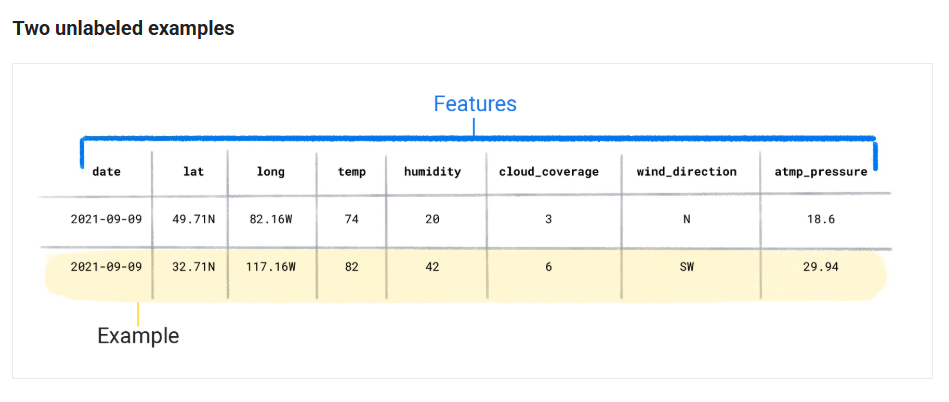 Two unlabeled examples
Features
date lat long temp humidity cloud_coverage wind_direction atmp_pressure
2021-09-09 49.71N 82.16W 74 20 3 N 18.6
2021-09-09 32.71N 117.16W 82 42 6 SW 29.94
Example